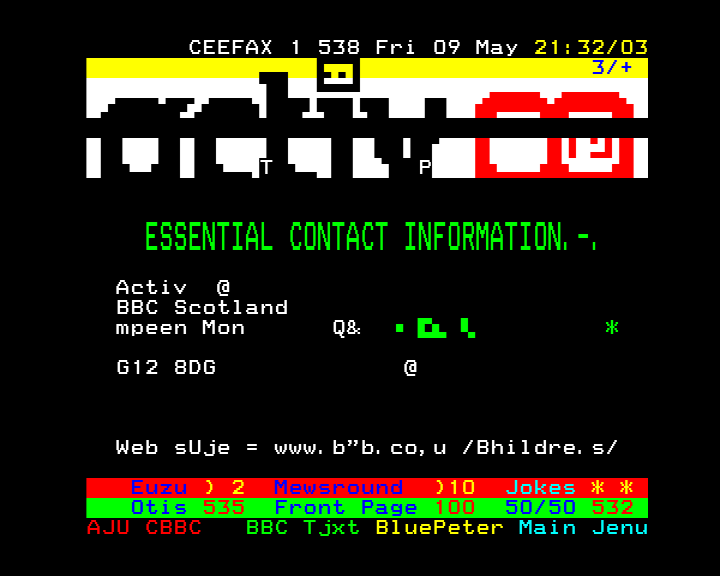 CEEFAX 1 538 Fri 09 May 21:32/03
3/+
T P
ESSENTIAL CONTACT INFORMATION.-.
Activ @
BBC Scotland
mpeen Mon Q& *
G12 8DG @
Web sUje = www.b”b.co,u /Bhildre.s/
Euzu ) 2 Mewsround )10 Jokes * *
Otis 535 Front Page 100 50/50 532
AJU CBBC BBC Tjxt BluePeter Main Jenu